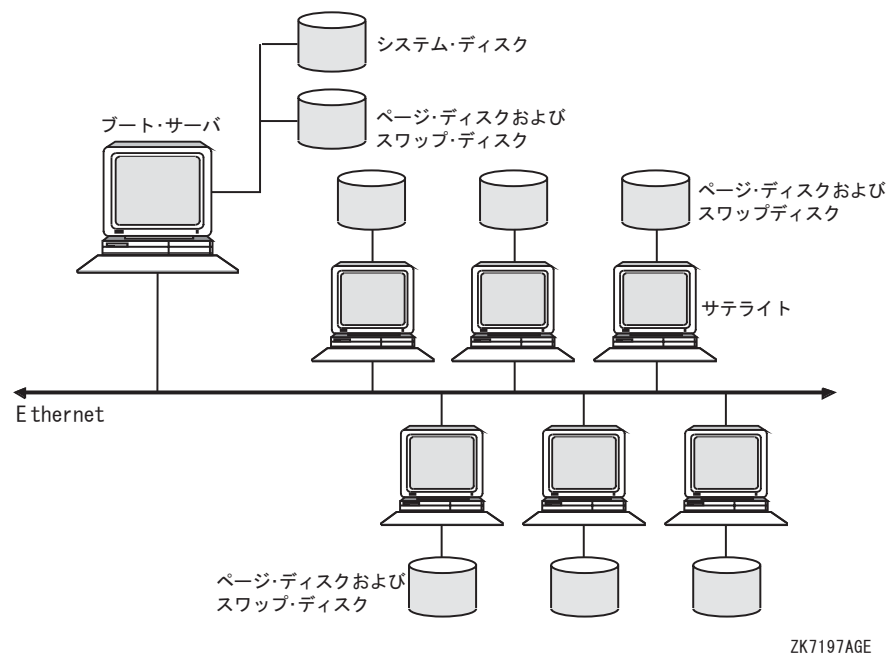 システム・ディスク
ページ・ディスクおよび
スワップ・ディスク
ブート・サーバ
ページ・ディスクおよび
スワップディスク
サテライト
Ethernet
ページ・ディスクおよび
スワップ・ディスク
ZK7197AGE